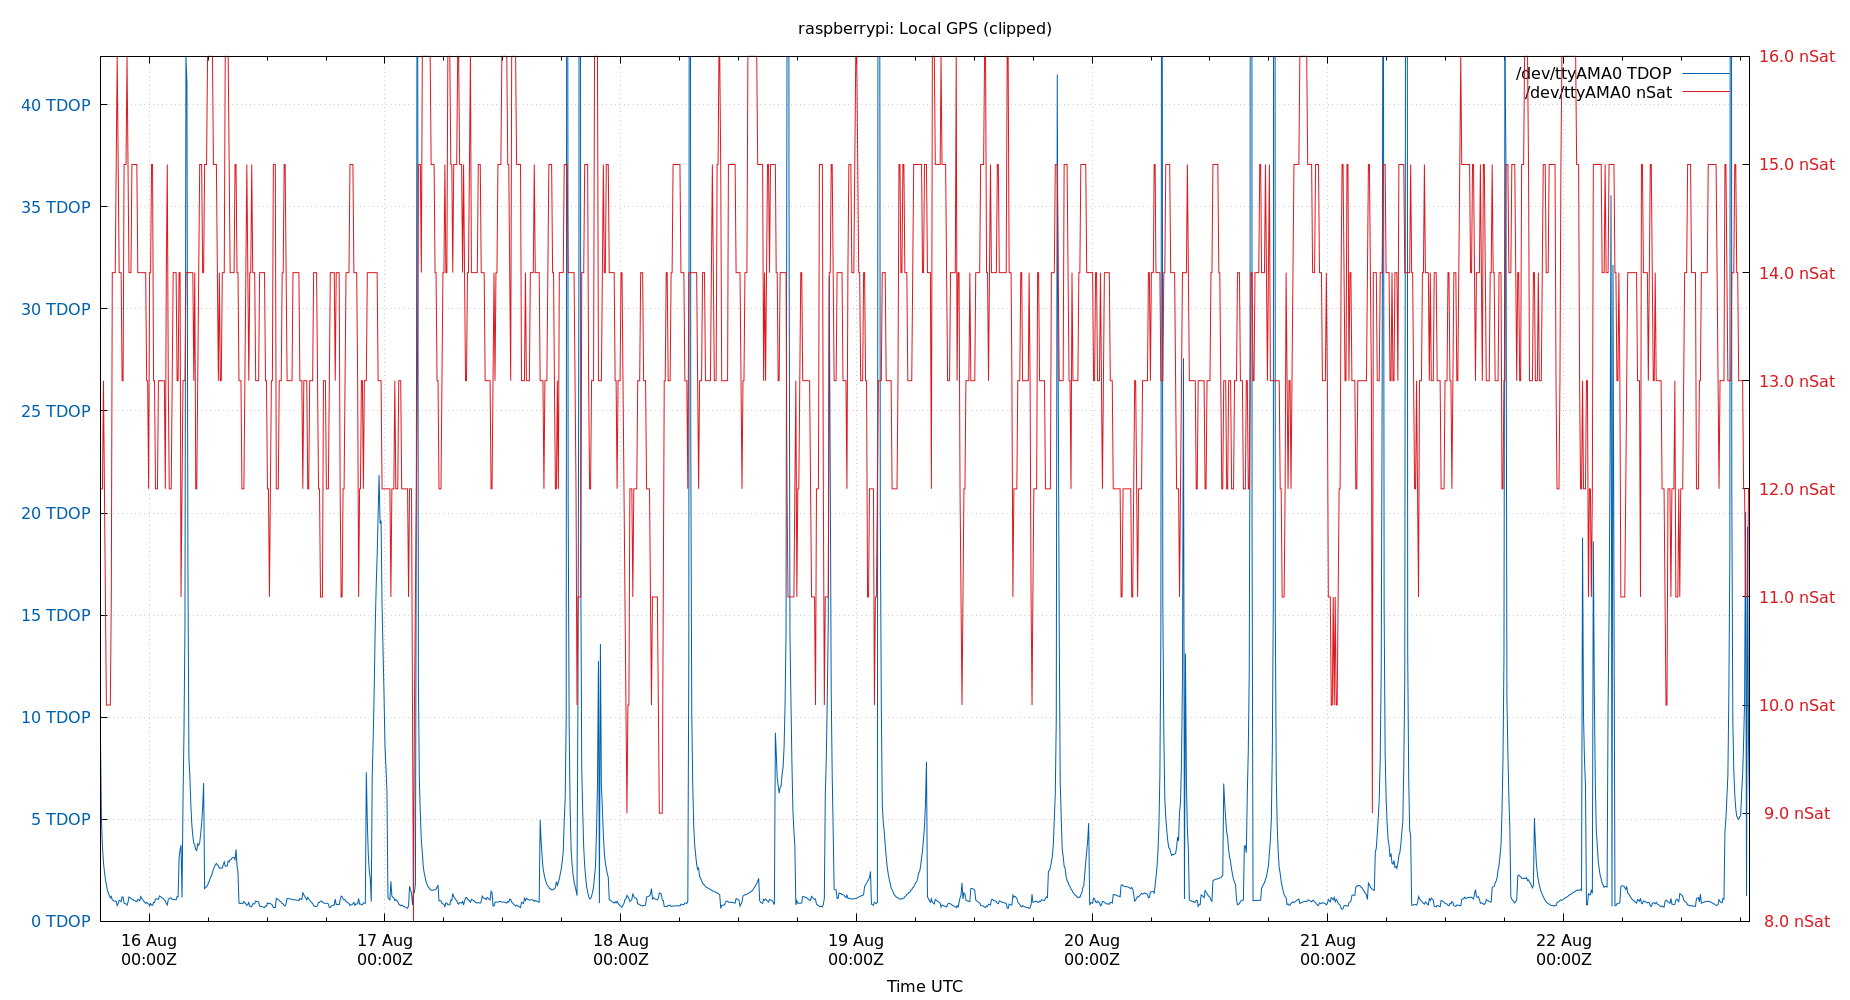 raspberrypi: Local GPS (clipped)
/dev/ttyAMA0 TDOP
/dev/ttyAMA0 nSat
40 TDOP
35 TDOP
30 TDOP
25 TDOP
20 TDOP
15 TDOP
10 TDOP
5 TDOP
0 TDOP
16.0 nSat
15.0 nSat
14.0 nSat
13.0 nSat
12.0 nSat
11.0 nSat
10.0 nSat
9.0 nSat
8.0 nSat
16 Aug
00:00Z
17 Aug
00:00Z
18 Aug
00:00Z
19 Aug
00:00Z
20 Aug
00:00Z
21 Aug
00:00Z
22 Aug
00:00Z
Time UTC